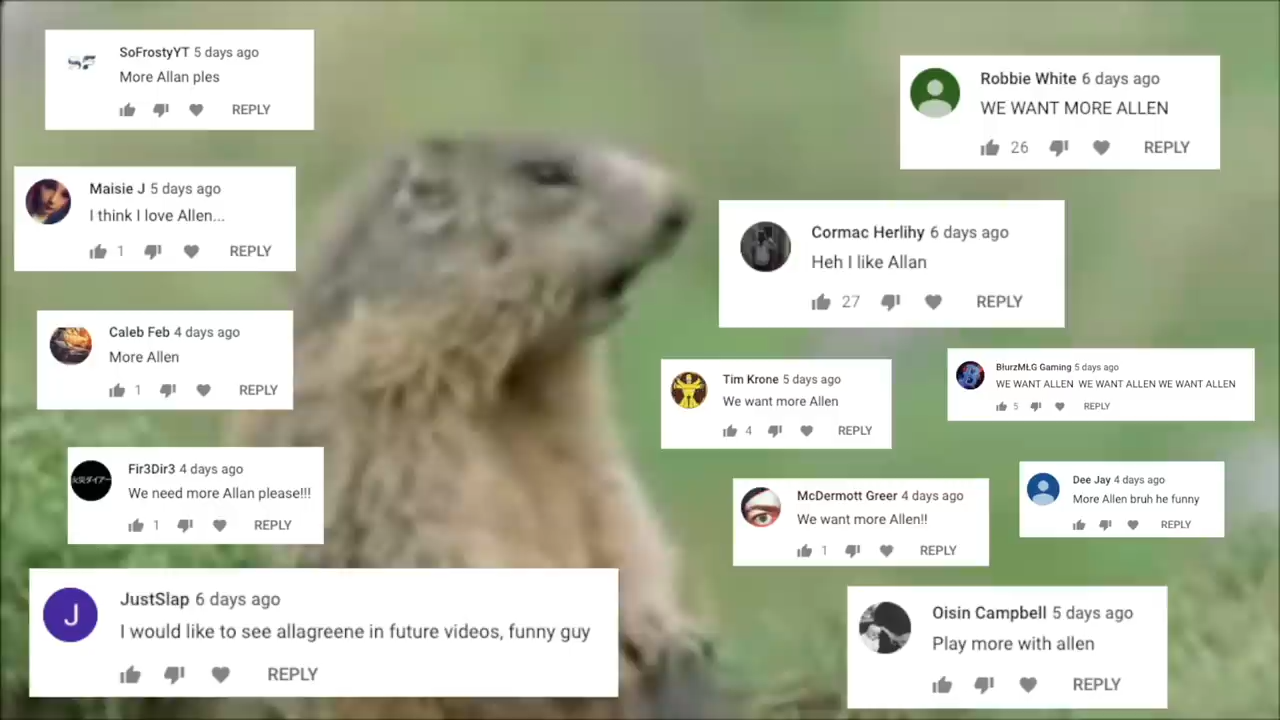 SoFrostyYT 5 days ago
More Allan ples
REPLY
Maisie J 5 days ago
I think I love Allen...
1 REPLY
Caleb Feb 4 days ago
More Allen
1 REPLY
Fir3Dir3 4 days ago
We need more Allan please!!!
1 REPLY
JustSlap 6 days ago
I would like to see allagreene in future videos, funny guy
REPLY
J
Robbie White 6 days ago
WE WANT MORE ALLEN
26 REPLY
Cormac Herlihy 6 days ago
Heh I like Allan
27 REPLY
Tim Krone 5 days ago
We want more Allen
4 REPLY
BłurzMLG Gaming 5 days ago
WE WANT ALLEN WE WANT ALLEN WE WANT ALLEN
5 REPLY
McDermott Greer 4 days ago
We want more Allen!!
1 REPLY
Dee Jay 4 days ago
More Allen bruh he funny
REPLY
Oisin Campbell 5 days ago
Play more with allen
REPLY